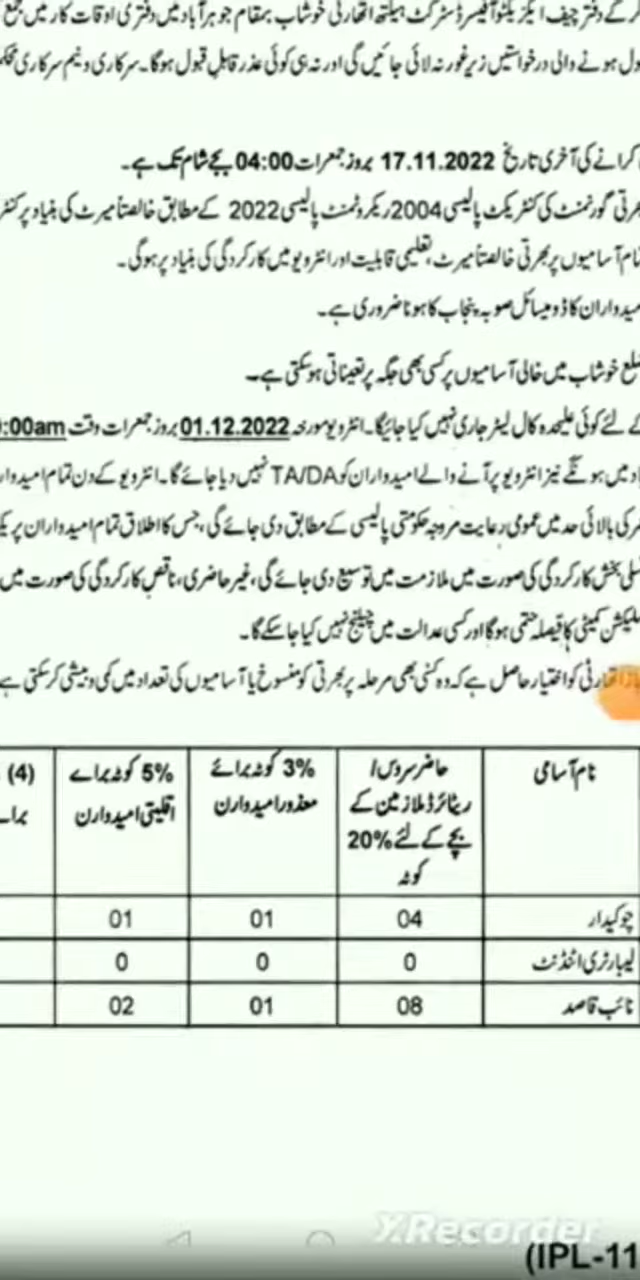 کے دفتر چیف ایگزیکٹو آفیسر ڈسٹرکٹ ہیلتھ اتھارٹی خوشاب بمقام جوہرآباد میں دفتری اوقات کار میں جمع
ہونے والی درخواستیں زیر غور نہ لائی جائیں گی اور نہ ہی کوئی عذر قابل قبول ہوگا۔ سرکاری و نیم سرکاری
کرانے کی آخری تاریخ 17.11.2022 بروز جمعرات 04:00 بجے شام تک ہے۔
گورنمنٹ کی کنٹریکٹ پالیسی 2004 ریکروٹمنٹ پالیسی 2022 کے مطابق خالصتاً میرٹ کی بنیاد پر
آسامیوں پر بھرتی خالصتاً میرٹ، تعلیمی قابلیت اور انٹرویو میں کارکردگی کی بنیاد پر ہوگی۔
میدواران کا ڈومیسائل صوبہ پنجاب کا ہونا ضروری ہے۔
ضلع خوشاب میں خالی آسامیوں پر کسی بھی جگہ پر تعیناتی ہوسکتی ہے۔
کے لئے کوئی علیحدہ کال لیٹر جاری نہیں کیا جائیگا۔ انٹرویو مورخہ 01.12.2022 بروز جمعرات وقت :00am
میں ہونگے نیز انٹرویو پر آنے والے امیدواران کو TA/DA نہیں دیا جائے گا۔ انٹرویو کے دن تمام امیدوار
کی بالائی حد میں عمومی رعایت مروجہ حکومتی پالیسی کے مطابق دی جائے گی، جس کا اطلاق تمام امیدواران پر
بخش کارکردگی کی صورت میں ملازمت میں توسیع دی جائے گی، غیر حاضری، ناقص کارکردگی کی صورت میں
سلیکشن کمیٹی کا فیصلہ حتمی ہوگا اور کسی عدالت میں چیلنج نہیں کیا جاسکے گا۔
اتھارٹی کو اختیار حاصل ہے کہ وہ کسی بھی مرحلہ پر بھرتی کو منسوخ یا آسامیوں کی تعداد میں کمی و بیشی کرسکتی ہے
نام آسامی
حاضر سروس/
ریٹائرڈ ملازمین کے
بچے کے لئے 20%
کوٹہ
3% کوٹہ برائے
معذور امیدوارن
5% کوٹہ برائے
اقلیتی امیدوارن
(4)
برائے
چوکیدار 04 01 01
لیبارٹری اٹنڈنٹ 0 0 0
نائب قاصد 08 01 02
XRecorder
(IPL-11